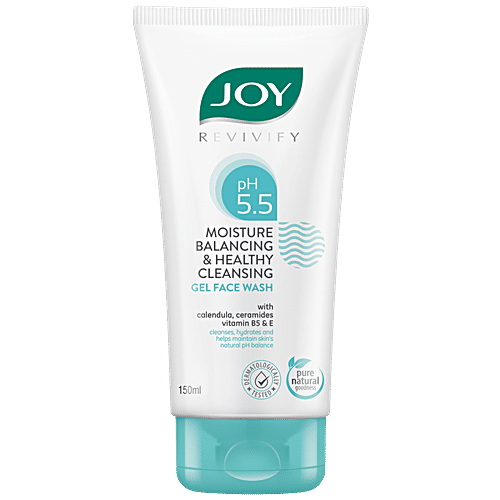 JOY
REVIVIFY
pH
5.5
MOISTURE
BALANCING
& HEALTHY
CLEANSING
GEL FACE WASH
with
calendula, ceramides
vitamin B5 & E
cleanses, hydrates and
helps maintain skin's
natural pH balance
150ml
DERMATOLOGICALLY
TESTED
pure
natural
goodness